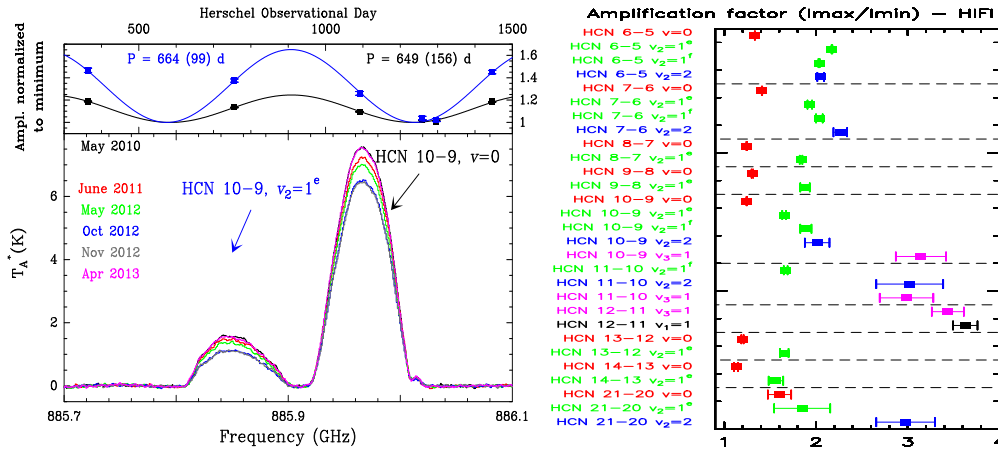 Herschel Observational Day
500 1000 1500
Ampl. normalized
to minimum
P = 664 (99) d
P = 649 (156) d
1.6
1.4
1.2
1
May 2010
June 2011
May 2012
Oct 2012
Nov 2012
Apr 2013
HCN 10-9, v=0
HCN 10-9, v₂=1ᵉ
T_A*(K)
6
4
2
0
885.7 885.9 886.1
Frequency (GHz)
Amplification factor (Imax/Imin) – HIFI
HCN 6-5 v=0
HCN 6-5 v₂=1ᵉ
HCN 6-5 v₂=1ᶠ
HCN 6-5 v₂=2
HCN 7-6 v=0
HCN 7-6 v₂=1ᵉ
HCN 7-6 v₂=1ᶠ
HCN 7-6 v₂=2
HCN 8-7 v=0
HCN 8-7 v₂=1ᵉ
HCN 9-8 v=0
HCN 9-8 v₂=1ᵉ
HCN 10-9 v=0
HCN 10-9 v₂=1ᵉ
HCN 10-9 v₂=1ᶠ
HCN 10-9 v₂=2
HCN 10-9 v₃=1
HCN 11-10 v₂=1ᶠ
HCN 11-10 v₂=2
HCN 11-10 v₃=1
HCN 12-11 v₃=1
HCN 12-11 v₁=1
HCN 13-12 v=0
HCN 13-12 v₂=1ᵉ
HCN 14-13 v=0
HCN 14-13 v₂=1ᵉ
HCN 21-20 v=0
HCN 21-20 v₂=1ᵉ
HCN 21-20 v₂=2
1 2 3 4